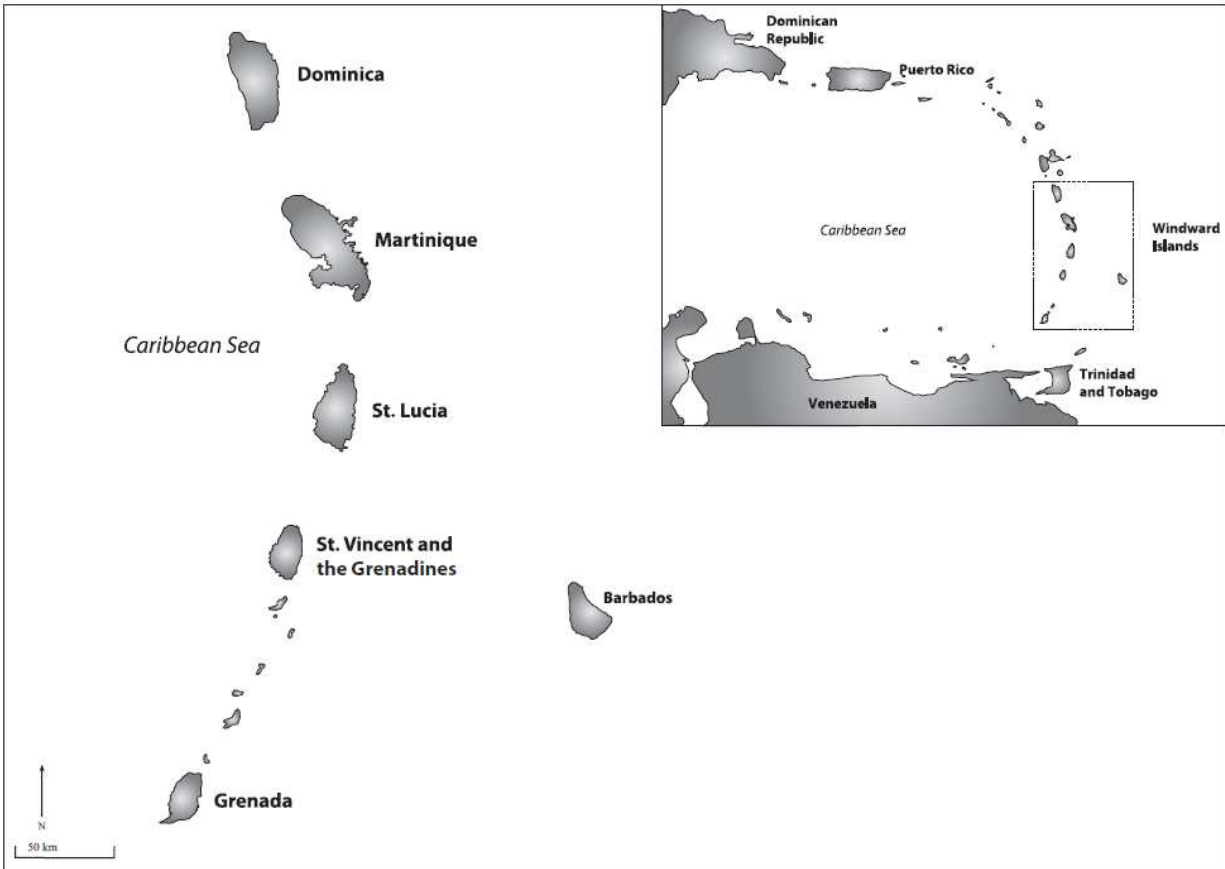 Dominica
Martinique
Caribbean Sea
St. Lucia
St. Vincent and
the Grenadines
Barbados
Grenada
N
50 km
Dominican
Republic
Puerto Rico
Caribbean Sea
Windward
Islands
Venezuela
Trinidad
and Tobago